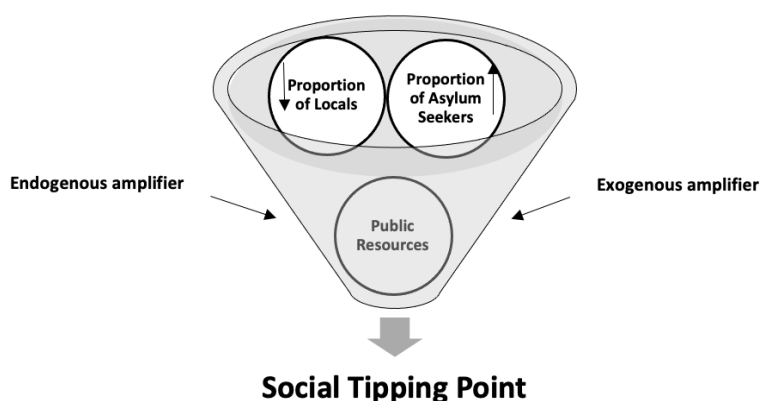 Proportion
of Locals
Proportion
of Asylum
Seekers
Endogenous amplifier
Exogenous amplifier
Public
Resources
Social Tipping Point